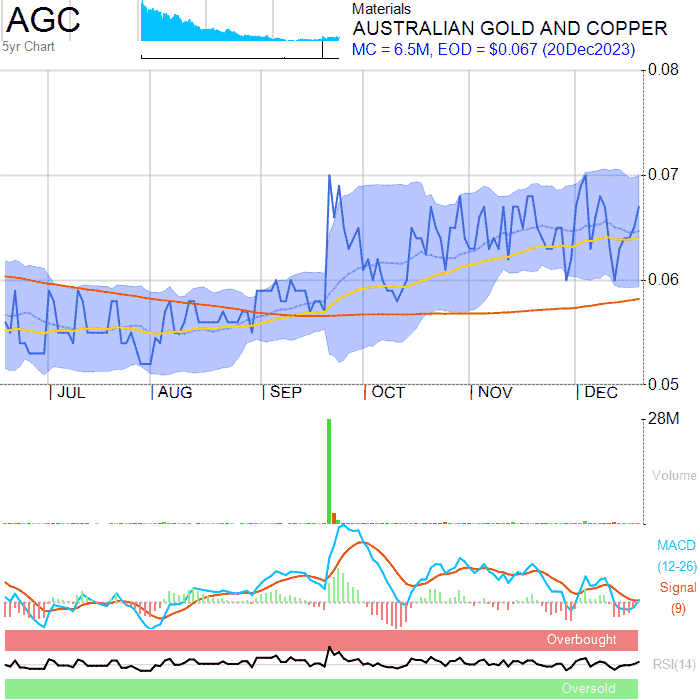 AGC
5yr Chart
Materials
AUSTRALIAN GOLD AND COPPER
MC = 6.5M, EOD = $0.067 (20Dec2023)
0.08
0.07
0.06
0.05
JUL
AUG
SEP
OCT
NOV
DEC
28M
Volume
MACD
(12-26)
Signal
(9)
Overbought
RSI(14)
Oversold